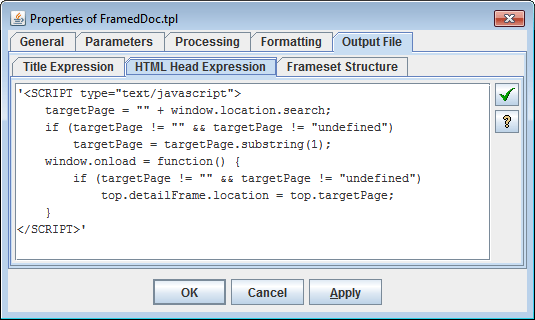 Properties of FramedDoc.tpl
General Parameters Processing Formatting Output File
Title Expression HTML Head Expression Frameset Structure
'<SCRIPT type="text/javascript">
    targetPage = "" + window.location.search;
    if (targetPage != "" && targetPage != "undefined")
        targetPage = targetPage.substring(1);
    window.onload = function() {
        if (targetPage != "" && targetPage != "undefined")
            top.detailFrame.location = top.targetPage;
    }
</SCRIPT>'
?
OK Cancel Apply